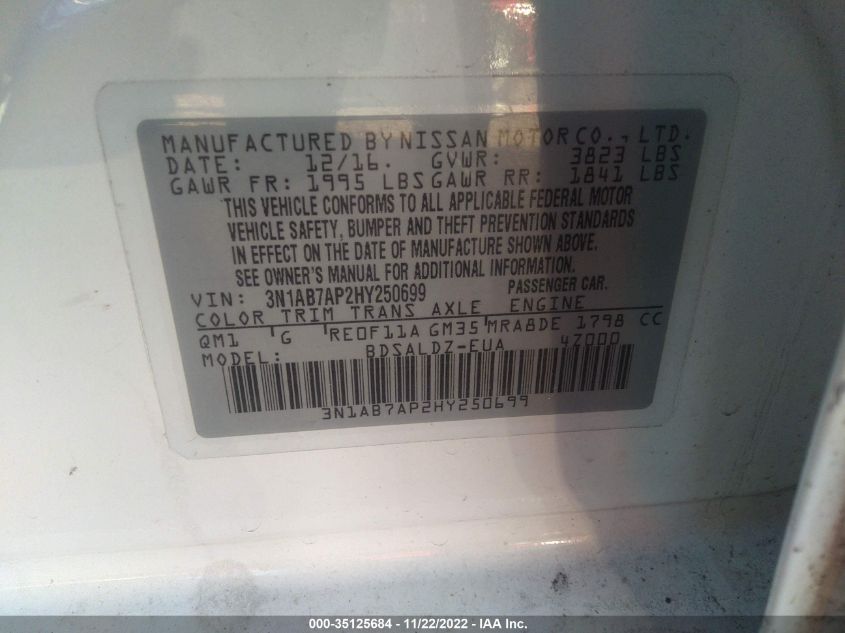 MANUFACTURED BY NISSAN MOTOR CO., LTD.
DATE: 12/16. GVWR: 3823 LBS
GAWR FR: 1995 LBS GAWR RR: 1841 LBS
THIS VEHICLE CONFORMS TO ALL APPLICABLE FEDERAL MOTOR
VEHICLE SAFETY, BUMPER AND THEFT PREVENTION STANDARDS
IN EFFECT ON THE DATE OF MANUFACTURE SHOWN ABOVE.
SEE OWNER'S MANUAL FOR ADDITIONAL INFORMATION.
VIN: 3N1AB7AP2HY250699 PASSENGER CAR.
COLOR TRIM TRANS AXLE ENGINE
QM1 G RE0F11A GM35 MRA8DE 1798 CC
MODEL: BDSALDZ-EUA 4Z000
3N1AB7AP2HY250699
000-35125684 - 11/22/2022 - IAA Inc.